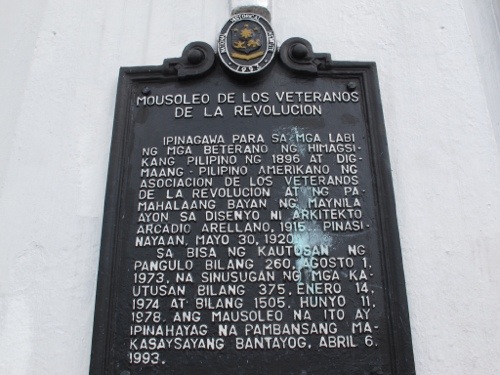 MOUSOLEO DE LOS VETERANOS
DE LA REVOLUCION
IPINAGAWA PARA SA MGA LABI
NG MGA BETERANO NG HIMAGSI-
KANG PILIPINO NG 1896 AT DIG-
MAANG-PILIPINO AMERIKANO NG
ASOCIACION DE LOS VETERANOS
DE LA REVOLUCION AT NG PA-
MAHALAANG BAYAN NG MAYNILA
AYON SA DISENYO NI ARKITEKTO
ARCADIO ARELLANO, 1915. PINASI-
NAYAAN, MAYO 30, 1920.
SA BISA NG KAUTUSAN NG
PANGULO BILANG 260, AGOSTO 1,
1973, NA SINUSUGAN NG MGA KA-
UTUSAN BILANG 375, ENERO 14,
1974 AT BILANG 1505, HUNYO 11,
1978. ANG MAUSOLEO NA ITO AY
IPINAHAYAG NA PAMBANSANG MA-
KASAYSAYANG BANTAYOG, ABRIL 6,
1993.